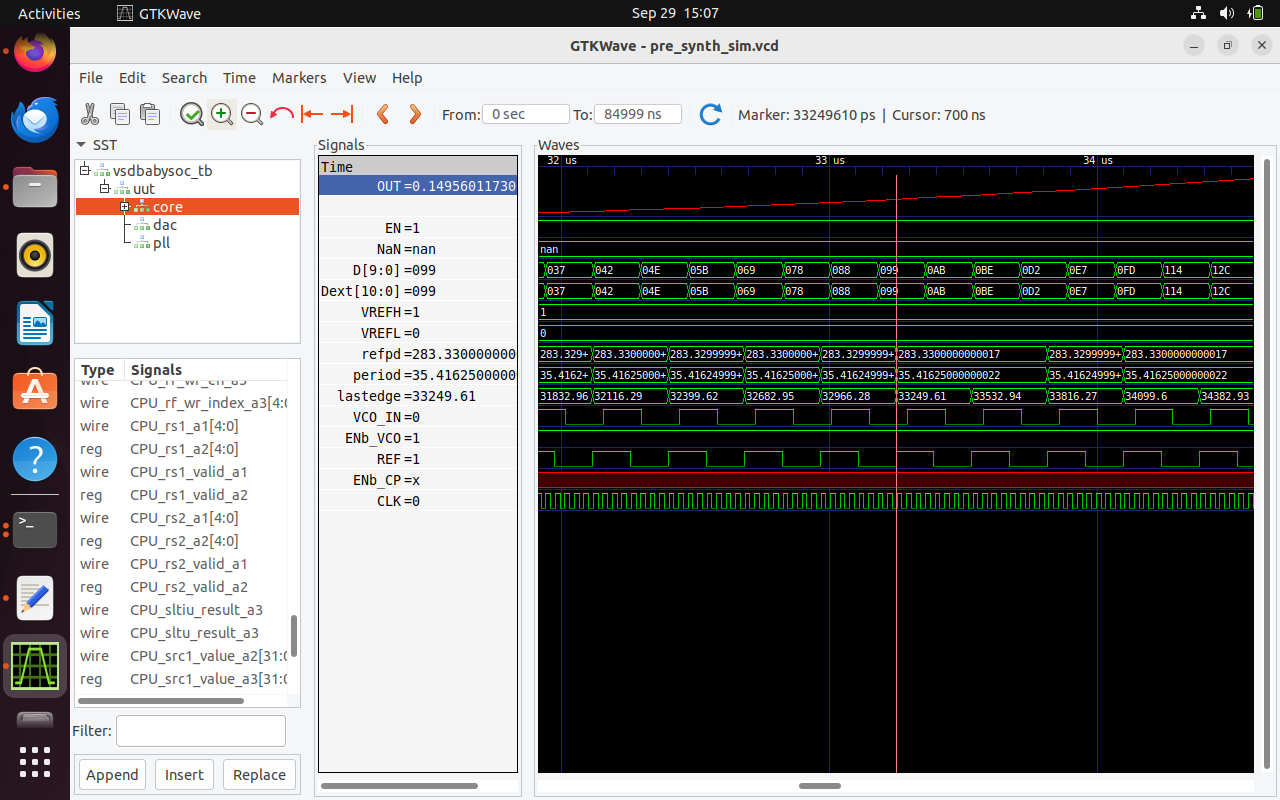 Activities GTKWave Sep 29 15:07
GTKWave - pre_synth_sim.vcd
File Edit Search Time Markers View Help
From: 0 sec To: 84999 ns Marker: 33249610 ps | Cursor: 700 ns
SST
vsdbabysoc_tb
uut
core
dac
pll
Type Signals
wire CPU_rf_wr_en_a3
wire CPU_rf_wr_index_a3[4:0
wire CPU_rs1_a1[4:0]
reg CPU_rs1_a2[4:0]
wire CPU_rs1_valid_a1
reg CPU_rs1_valid_a2
wire CPU_rs2_a1[4:0]
reg CPU_rs2_a2[4:0]
wire CPU_rs2_valid_a1
reg CPU_rs2_valid_a2
wire CPU_sltiu_result_a3
wire CPU_sltu_result_a3
wire CPU_src1_value_a2[31:0
reg CPU_src1_value_a3[31:0
Filter:
Append Insert Replace
Signals
Time
OUT=0.14956011730
EN=1
NaN=nan
D[9:0]=099
Dext[10:0]=099
VREFH=1
VREFL=0
refpd=283.330000000
period=35.4162500000
lastedge=33249.61
VCO_IN=0
ENb_VCO=1
REF=1
ENb_CP=x
CLK=0
Waves
32 us 33 us 34 us
nan
037 042 04E 05B 069 078 088 099 0AB 0BE 0D2 0E7 0FD 114 12C
037 042 04E 05B 069 078 088 099 0AB 0BE 0D2 0E7 0FD 114 12C
1
0
283.329+ 283.3300000+ 283.3299999+ 283.3300000+ 283.3299999+ 283.3300000000017 283.3299999+ 283.3300000000017
35.4162+ 35.41625000+ 35.41624999+ 35.41625000+ 35.41624999+ 35.41625000000022 35.41624999+ 35.41625000000022
31832.96 32116.29 32399.62 32682.95 32966.28 33249.61 33532.94 33816.27 34099.6 34382.93